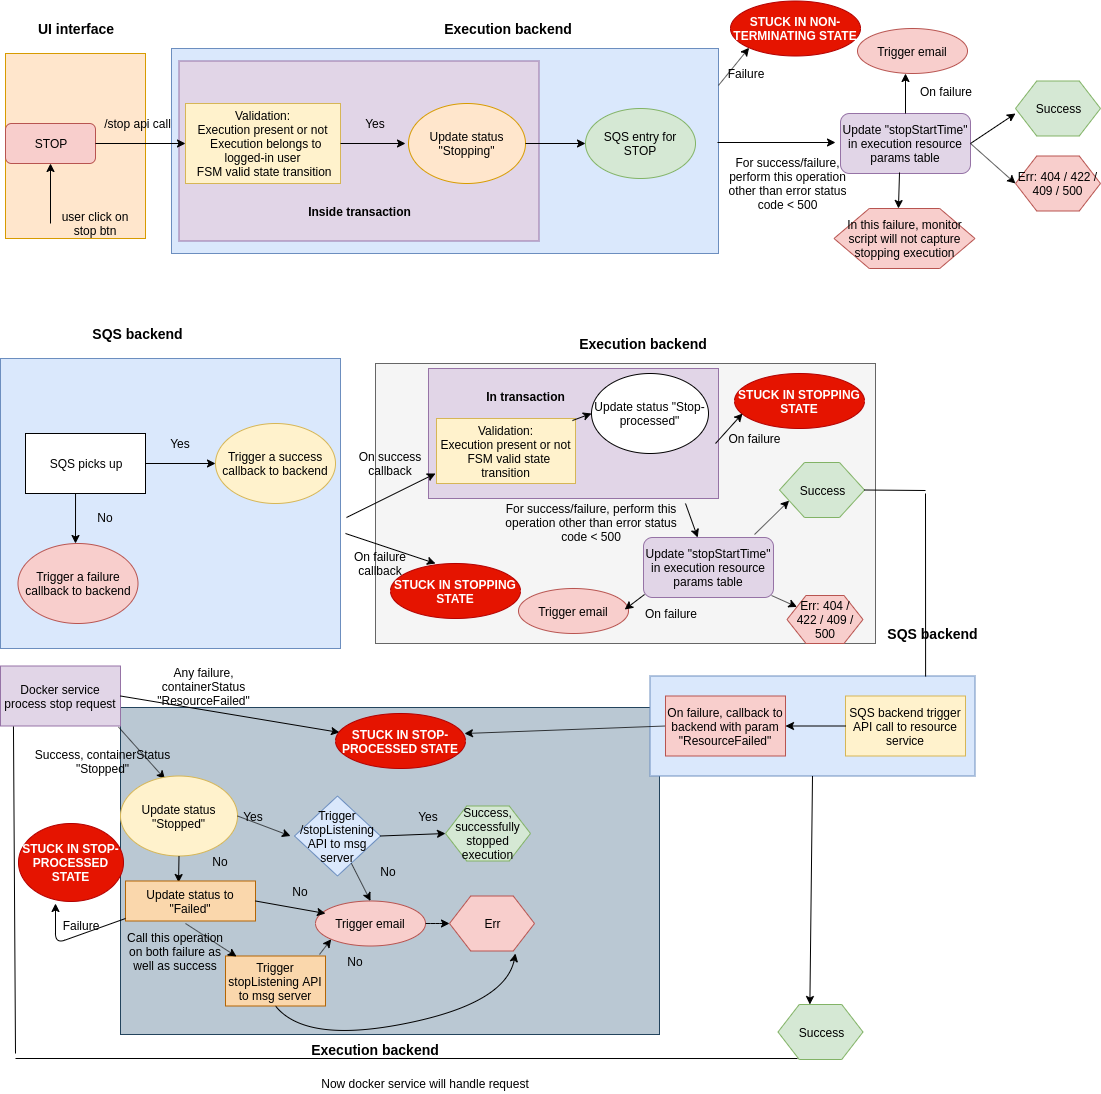 UI interface
Execution backend
STUCK IN NON-
TERMINATING STATE
Trigger email
Failure
On failure
Success
/stop api call
STOP
user click on
stop btn
Validation:
Execution present or not
Execution belongs to
logged-in user
FSM valid state transition
Yes
Update status
"Stopping"
Inside transaction
SQS entry for
STOP
For success/failure,
perform this operation
other than error status
code < 500
Update "stopStartTime"
in execution resource
params table
Err: 404 / 422 /
409 / 500
In this failure, monitor
script will not capture
stopping execution
SQS backend
SQS picks up
Yes
Trigger a success
callback to backend
No
Trigger a failure
callback to backend
Execution backend
In transaction
Update status "Stop-
processed"
Validation:
Execution present or not
FSM valid state
transition
STUCK IN STOPPING
STATE
On failure
On success
callback
On failure
callback
For success/failure, perform this
operation other than error status
code < 500
Success
Update "stopStartTime"
in execution resource
params table
STUCK IN STOPPING
STATE
Trigger email
On failure
Err: 404 /
422 / 409 /
500
SQS backend
On failure, callback to
backend with param
"ResourceFailed"
SQS backend trigger
API call to resource
service
Docker service
process stop request
Any failure,
containerStatus
"ResourceFailed"
STUCK IN STOP-
PROCESSED STATE
Success, containerStatus
"Stopped"
Update status
"Stopped"
Yes
Trigger
/stopListening
API to msg
server
Yes
Success,
successfully
stopped
execution
STUCK IN STOP-
PROCESSED
STATE
No
No
Update status to
"Failed"
No
Trigger email
Err
Failure
Call this operation
on both failure as
well as success
Trigger
stopListening API
to msg server
No
Success
Execution backend
Now docker service will handle request